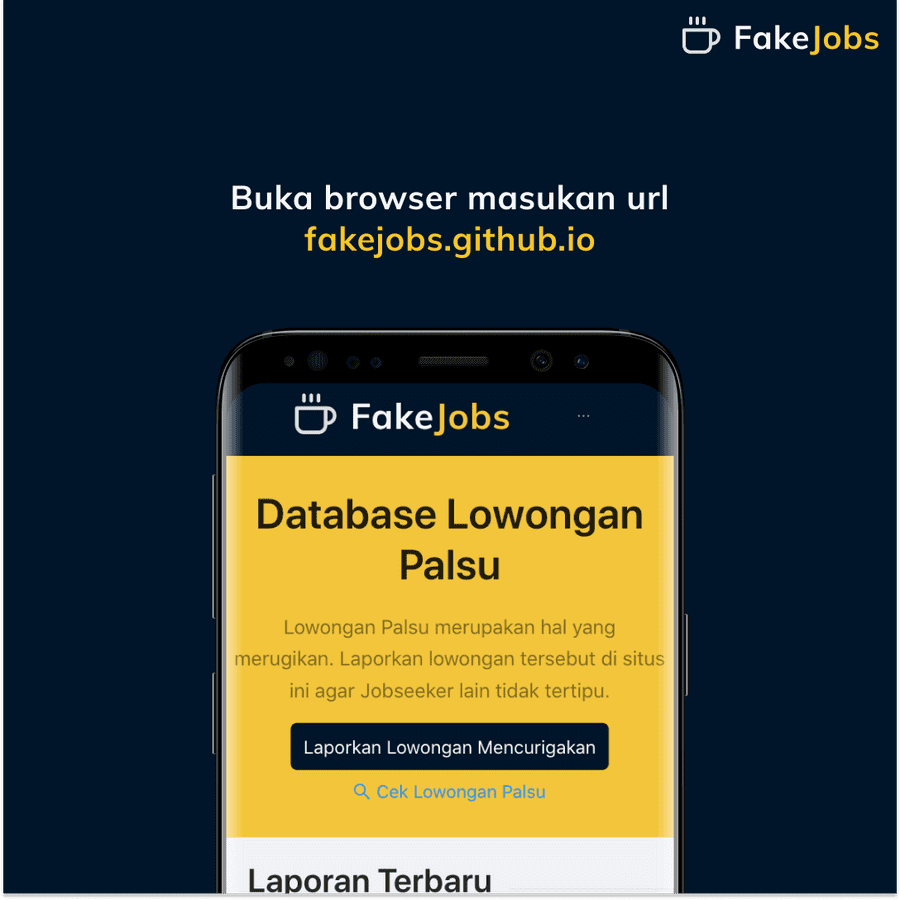 FakeJobs
Buka browser masukan url
fakejobs.github.io
FakeJobs
...
Database Lowongan
Palsu
Lowongan Palsu merupakan hal yang
merugikan. Laporkan lowongan tersebut di situs
ini agar Jobseeker lain tidak tertipu.
Laporkan Lowongan Mencurigakan
Cek Lowongan Palsu
Laporan Terbaru